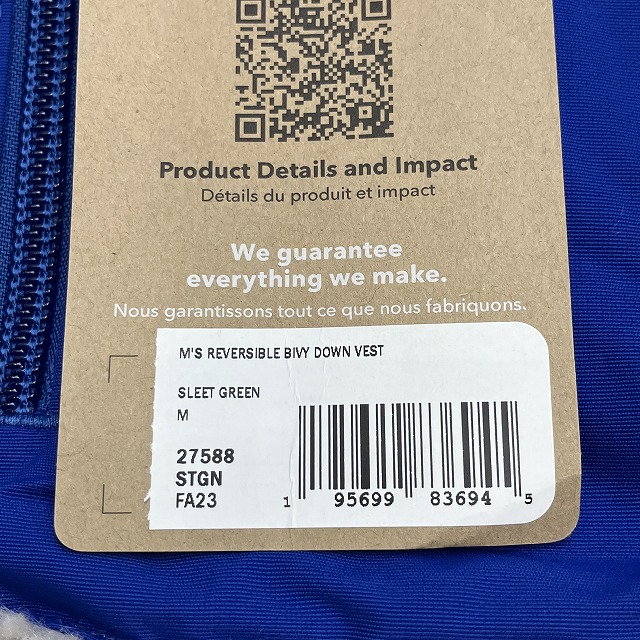 Product Details and Impact
Détails du produit et impact
We guarantee
everything we make.
Nous garantissons tout ce que nous fabriquons.
M'S REVERSIBLE BIVY DOWN VEST
SLEET GREEN
M
27588
STGN
FA23
1 95699 83694 5